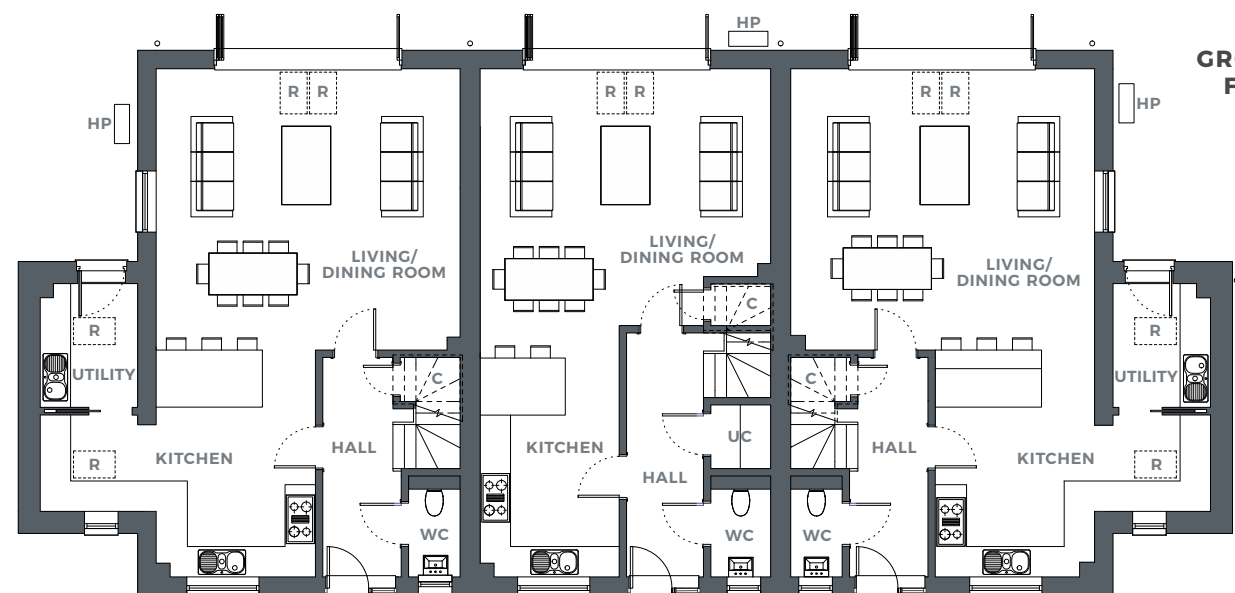 HP
GRO
F
R R
R R
R R
HP
HP
LIVING/
DINING ROOM
LIVING/
DINING ROOM
LIVING/
DINING ROOM
C
R
R
UTILITY
C
C
UTILITY
UC
HALL
KITCHEN
KITCHEN
HALL
KITCHEN
R
R
HALL
WC
WC
WC